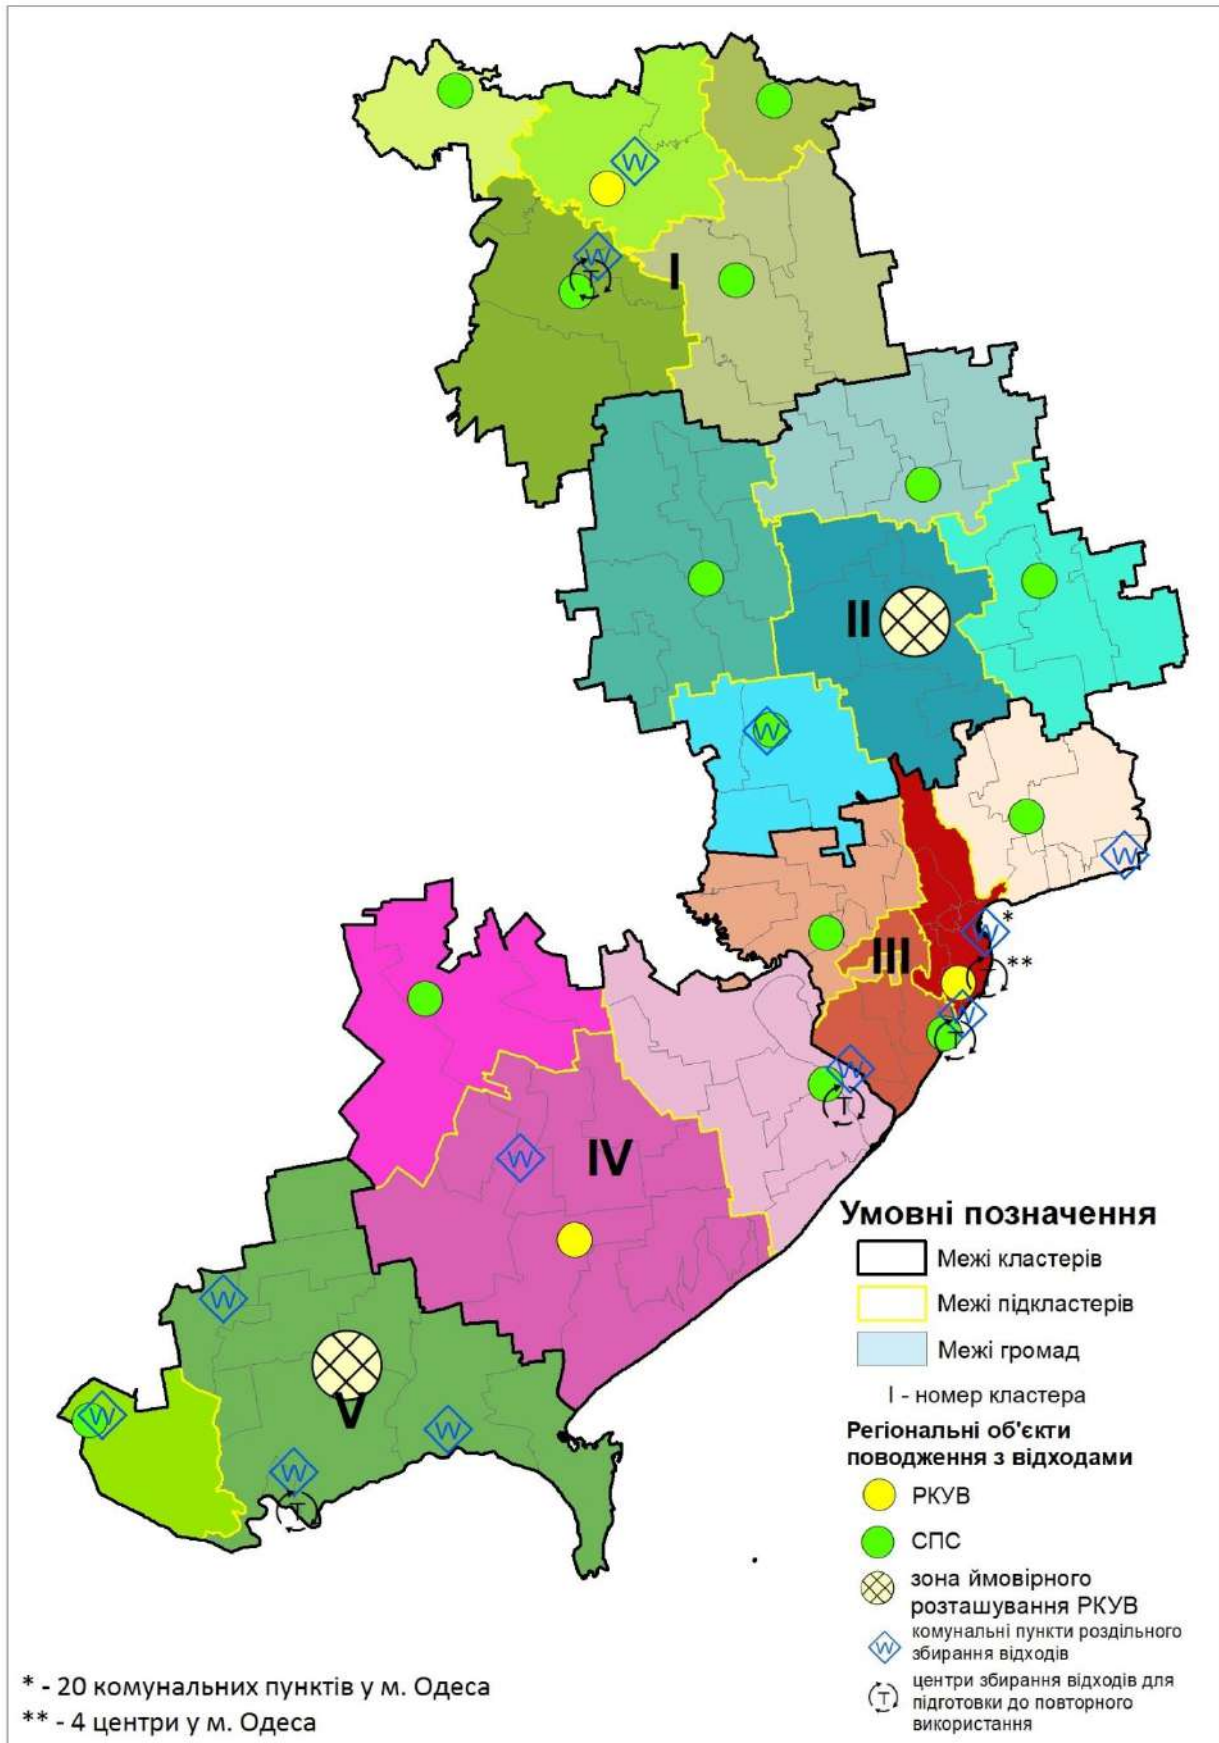 W
W
T
I
II
W
W
*
W
III
**
T
W
T
W
T
IV
W
W
V
W
W
W
T
Умовні позначення
Межі кластерів
Межі підкластерів
Межі громад
I - номер кластера
Регіональні об'єкти
поводження з відходами
РКУВ
СПС
зона ймовірного
розташування РКУВ
W
комунальні пункти роздільного
збирання відходів
T
центри збирання відходів для
підготовки до повторного
використання
* - 20 комунальних пунктів у м. Одеса
** - 4 центри у м. Одеса